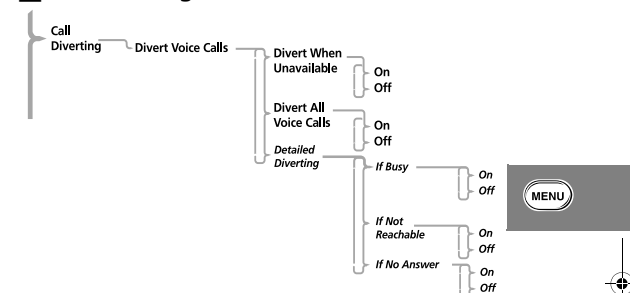 Call
Diverting
Divert Voice Calls
Divert When
Unavailable
On
Off
Divert All
Voice Calls
On
Off
Detailed
Diverting
If Busy
On
Off
MENU
If Not
Reachable
On
Off
If No Answer
On
Off